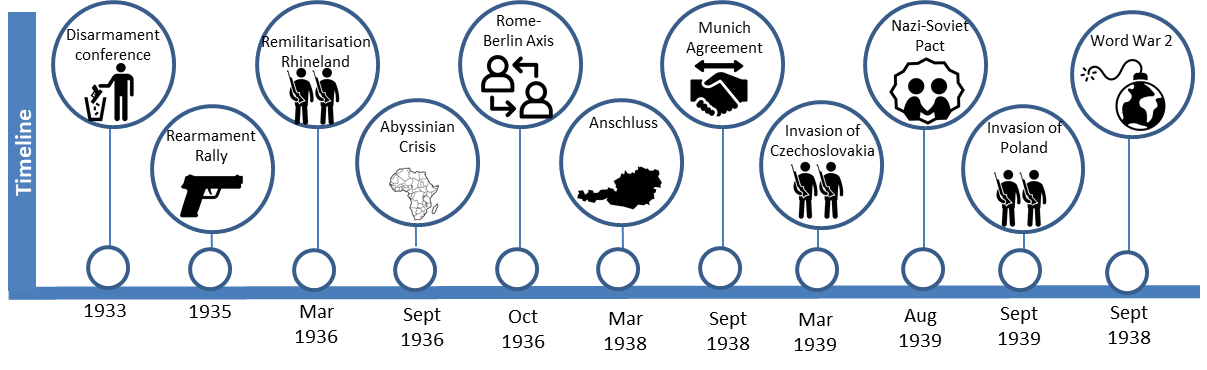 Timeline
Disarmament
conference
1933
Rearmament
Rally
1935
Remilitarisation
Rhineland
Mar
1936
Abyssinian
Crisis
Sept
1936
Rome-
Berlin Axis
Oct
1936
Anschluss
Mar
1938
Munich
Agreement
Sept
1938
Invasion of
Czechoslovakia
Mar
1939
Nazi-Soviet
Pact
Aug
1939
Invasion of
Poland
Sept
1939
Word War 2
Sept
1938